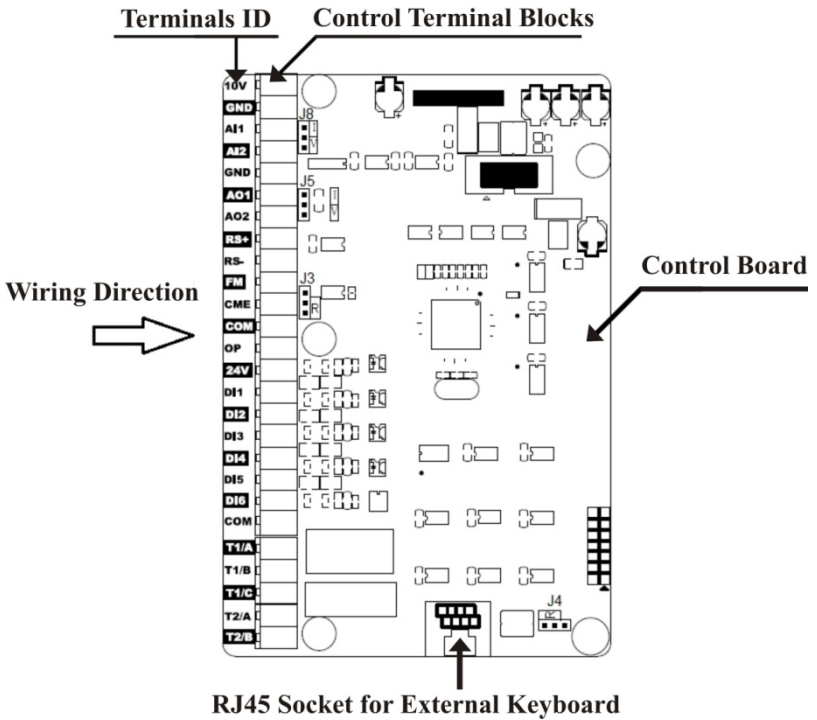 Terminals ID
Control Terminal Blocks
10V
GND
J8
AI1
I
AI2
V
GND
J5
AO1
I
AO2
V
RS+
RS-
FM
J3
CME
R
COM
OP
24V
DI1
DI2
DI3
DI4
DI5
DI6
COM
T1/A
T1/B
T1/C
T2/A
T2/B
Wiring Direction
Control Board
J4
R
RJ45 Socket for External Keyboard